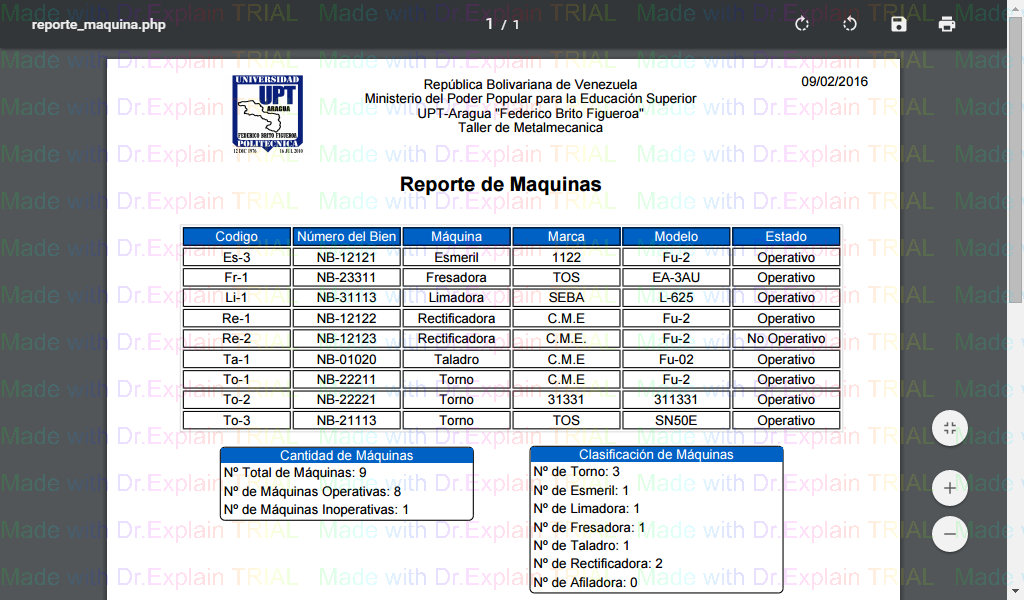 reporte_maquina.php
1 / 1
09/02/2016
UNIVERSIDAD
UPT
ARAGUA
FEDERICO BRITO FIGUEROA
POLITECNICA
12 DIC 1976 16 JUL 2010
República Bolivariana de Venezuela
Ministerio del Poder Popular para la Educación Superior
UPT-Aragua "Federico Brito Figueroa"
Taller de Metalmecanica
Reporte de Maquinas
Codigo Número del Bien Máquina Marca Modelo Estado
Es-3 NB-12121 Esmeril 1122 Fu-2 Operativo
Fr-1 NB-23311 Fresadora TOS EA-3AU Operativo
Li-1 NB-31113 Limadora SEBA L-625 Operativo
Re-1 NB-12122 Rectificadora C.M.E Fu-2 Operativo
Re-2 NB-12123 Rectificadora C.M.E. Fu-2 No Operativo
Ta-1 NB-01020 Taladro C.M.E Fu-02 Operativo
To-1 NB-22211 Torno C.M.E Fu-2 Operativo
To-2 NB-22221 Torno 31331 311331 Operativo
To-3 NB-21113 Torno TOS SN50E Operativo
Cantidad de Máquinas
Nº Total de Máquinas: 9
Nº de Máquinas Operativas: 8
Nº de Máquinas Inoperativas: 1
Clasificación de Máquinas
Nº de Torno: 3
Nº de Esmeril: 1
Nº de Limadora: 1
Nº de Fresadora: 1
Nº de Taladro: 1
Nº de Rectificadora: 2
Nº de Afiladora: 0
Made with Dr.Explain TRIAL